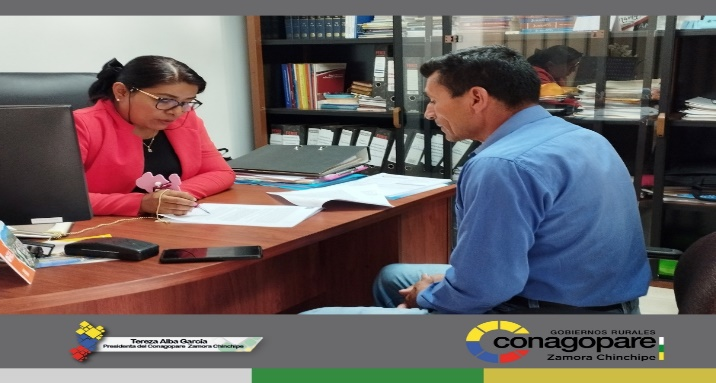 Tereza Alba García
Presidenta del Conagopare Zamora Chinchipe
GOBIERNOS RURALES
conagopare
Zamora Chinchipe